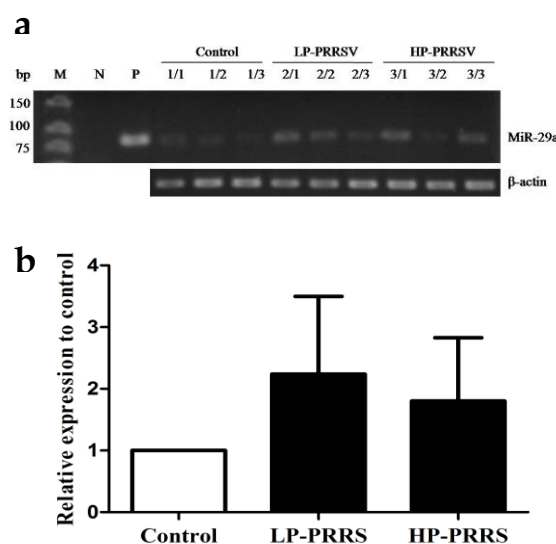 a
Control LP-PRRSV HP-PRRSV
bp M N P 1/1 1/2 1/3 2/1 2/2 2/3 3/1 3/2 3/3
150
100
75
MiR-29a
β-actin
b
Relative expression to control
4
3
2
1
0
Control LP-PRRS HP-PRRS